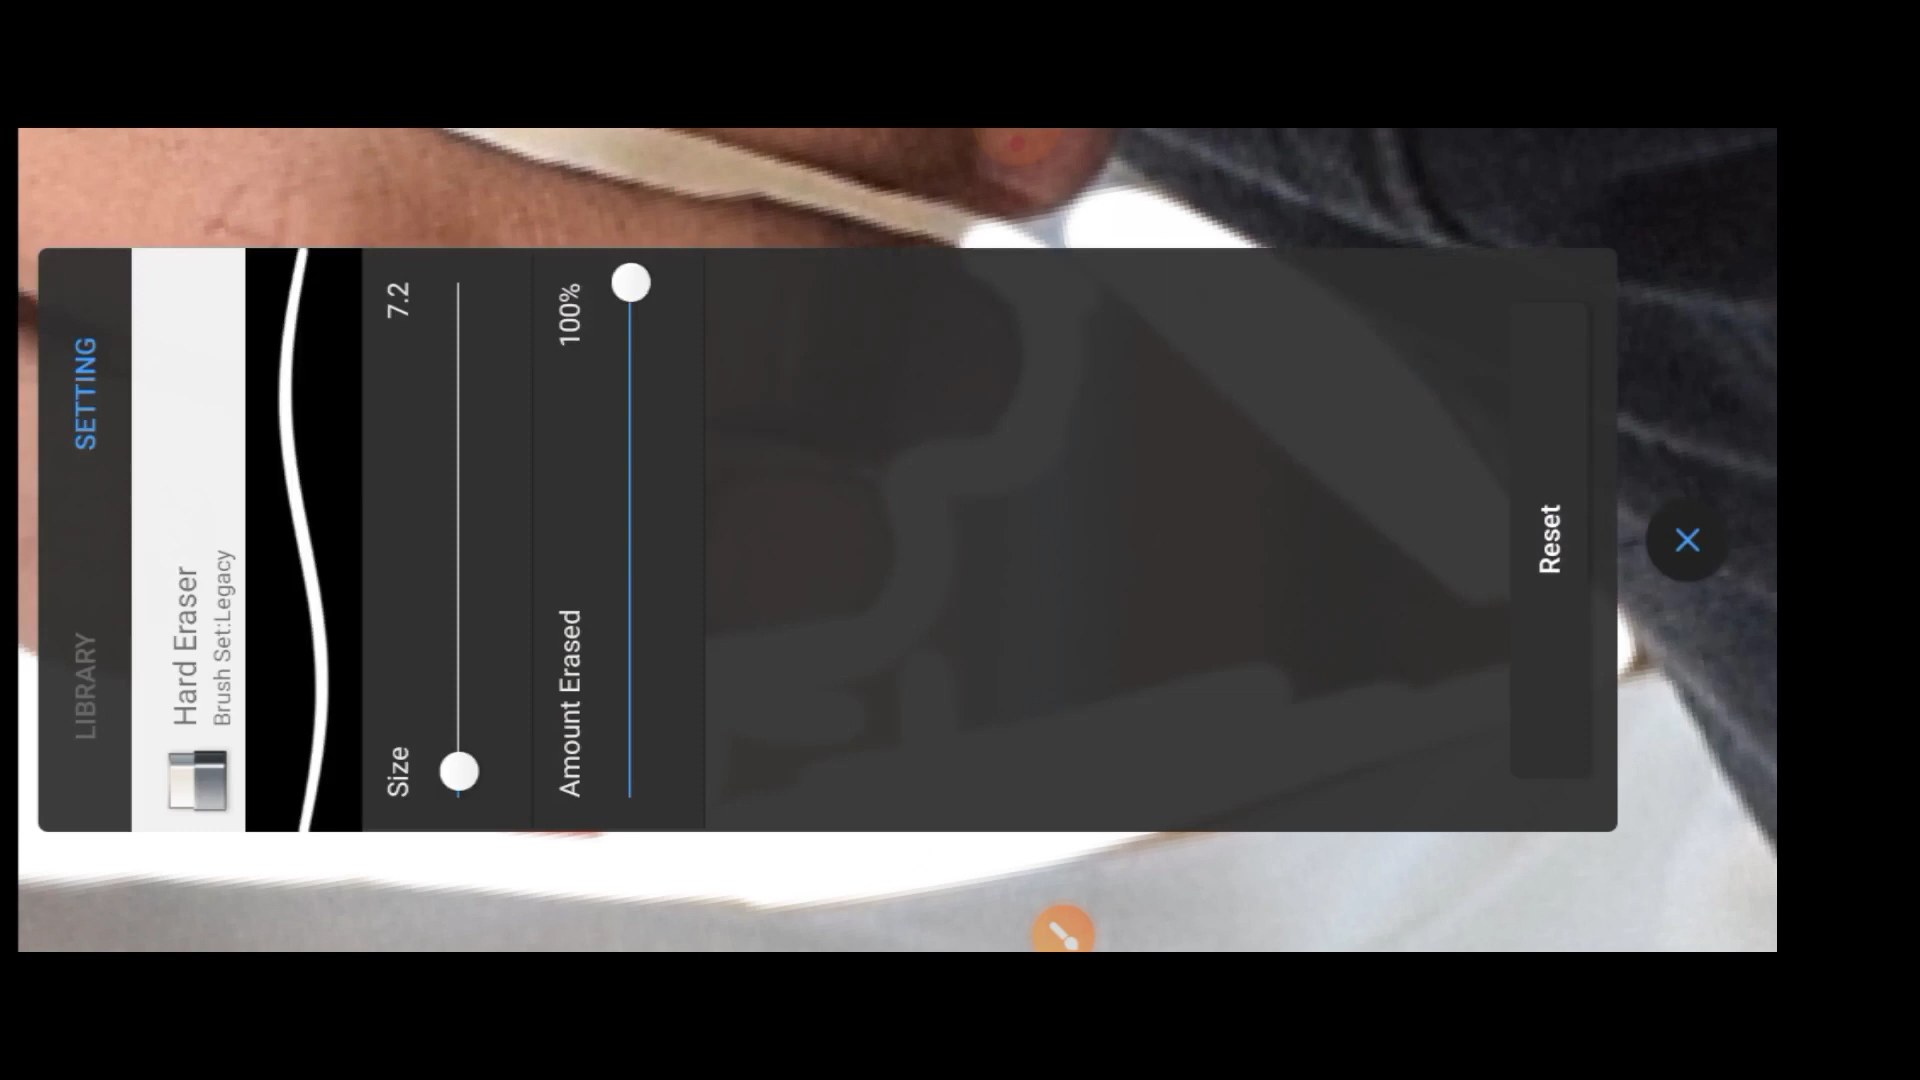 LIBRARY SETTING
Hard Eraser
Brush Set:Legacy
Size 7.2
Amount Erased 100%
Reset